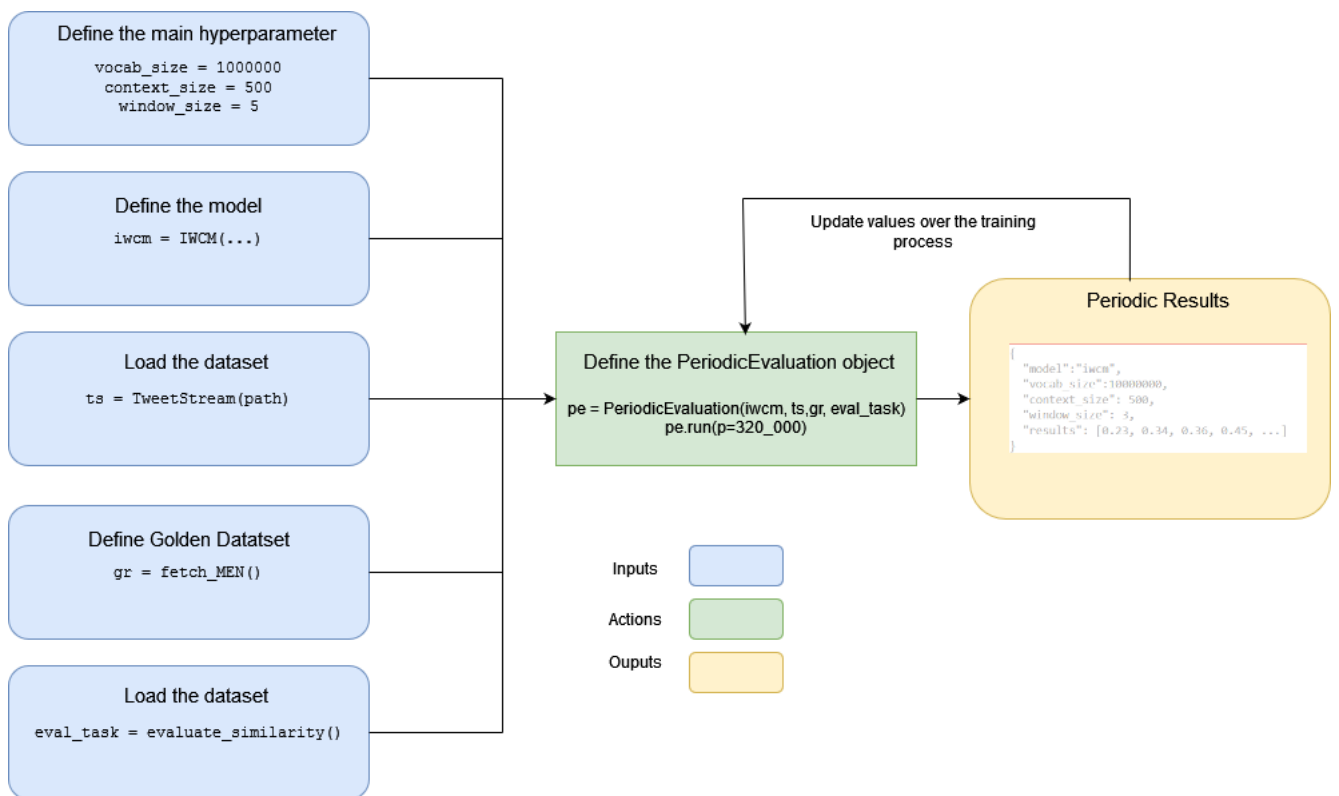 Define the main hyperparameter
vocab_size = 1000000
context_size = 500
window_size = 5
Define the model
iwcm = IWCM(...)
Load the dataset
ts = TweetStream(path)
Define Golden Datatset
gr = fetch_MEN()
Load the dataset
eval_task = evaluate_similarity()
Update values over the training
process
Define the PeriodicEvaluation object
pe = PeriodicEvaluation(iwcm, ts,gr, eval_task)
pe.run(p=320_000)
Periodic Results
{
"model":"iwcm",
"vocab_size":10000000,
"context_size": 500,
"window_size": 3,
"results": [0.23, 0.34, 0.36, 0.45, ...]
}
Inputs
Actions
Ouputs